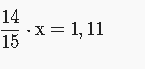 14/15 · x = 1,11